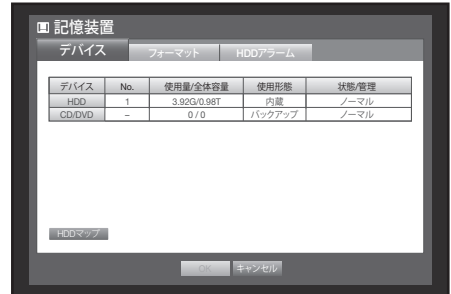 記憶装置
デバイス フォーマット HDDアラーム
デバイス No. 使用量/全体容量 使用形態 状態/管理
HDD 1 3.92G/0.98T 内蔵 ノーマル
CD/DVD – 0 / 0 バックアップ ノーマル
HDDマップ
OK キャンセル